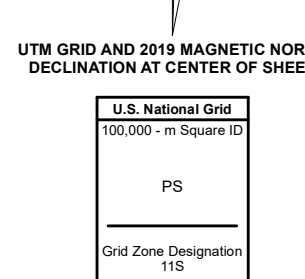 UTM GRID AND 2019 MAGNETIC NOR
DECLINATION AT CENTER OF SHEE
U.S. National Grid
100,000 - m Square ID
PS
Grid Zone Designation
11S